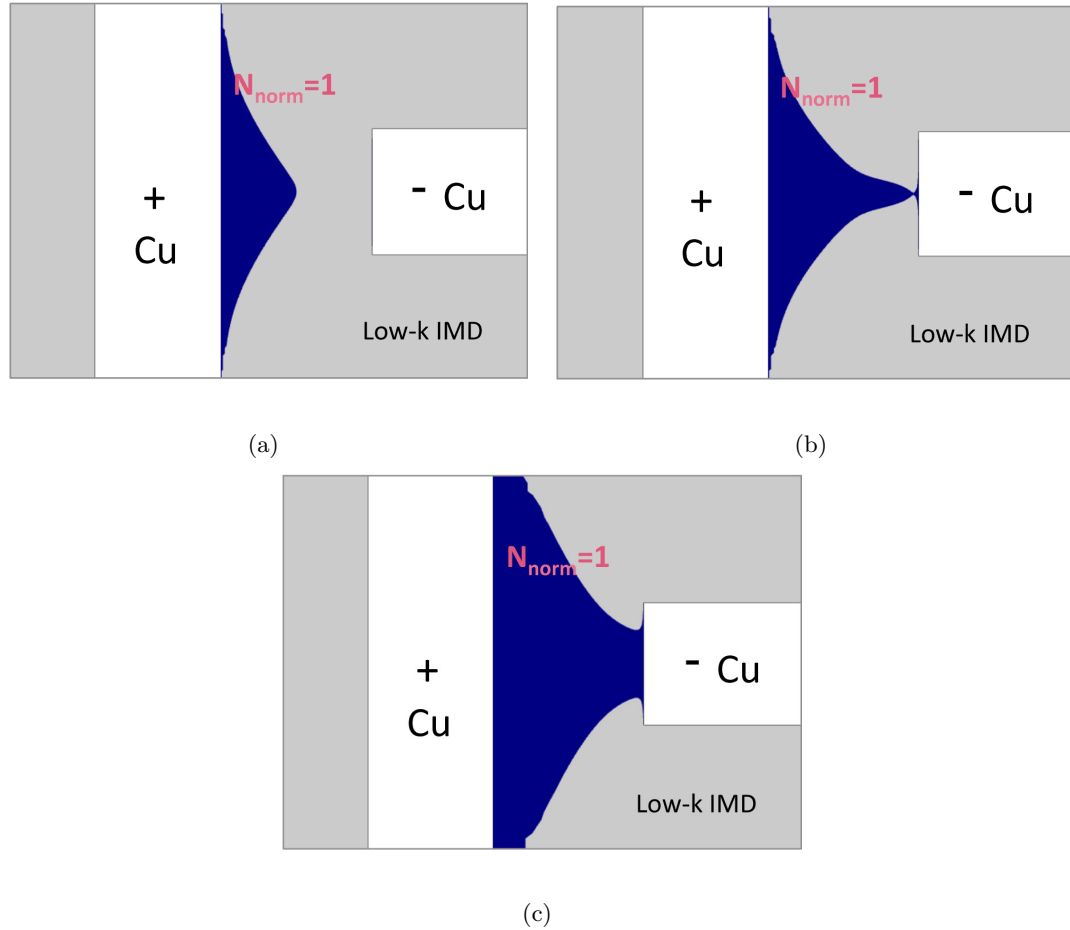 N_norm=1
+
Cu
- Cu
Low-k IMD
(a)
N_norm=1
+
Cu
- Cu
Low-k IMD
(b)
N_norm=1
+
Cu
- Cu
Low-k IMD
(c)